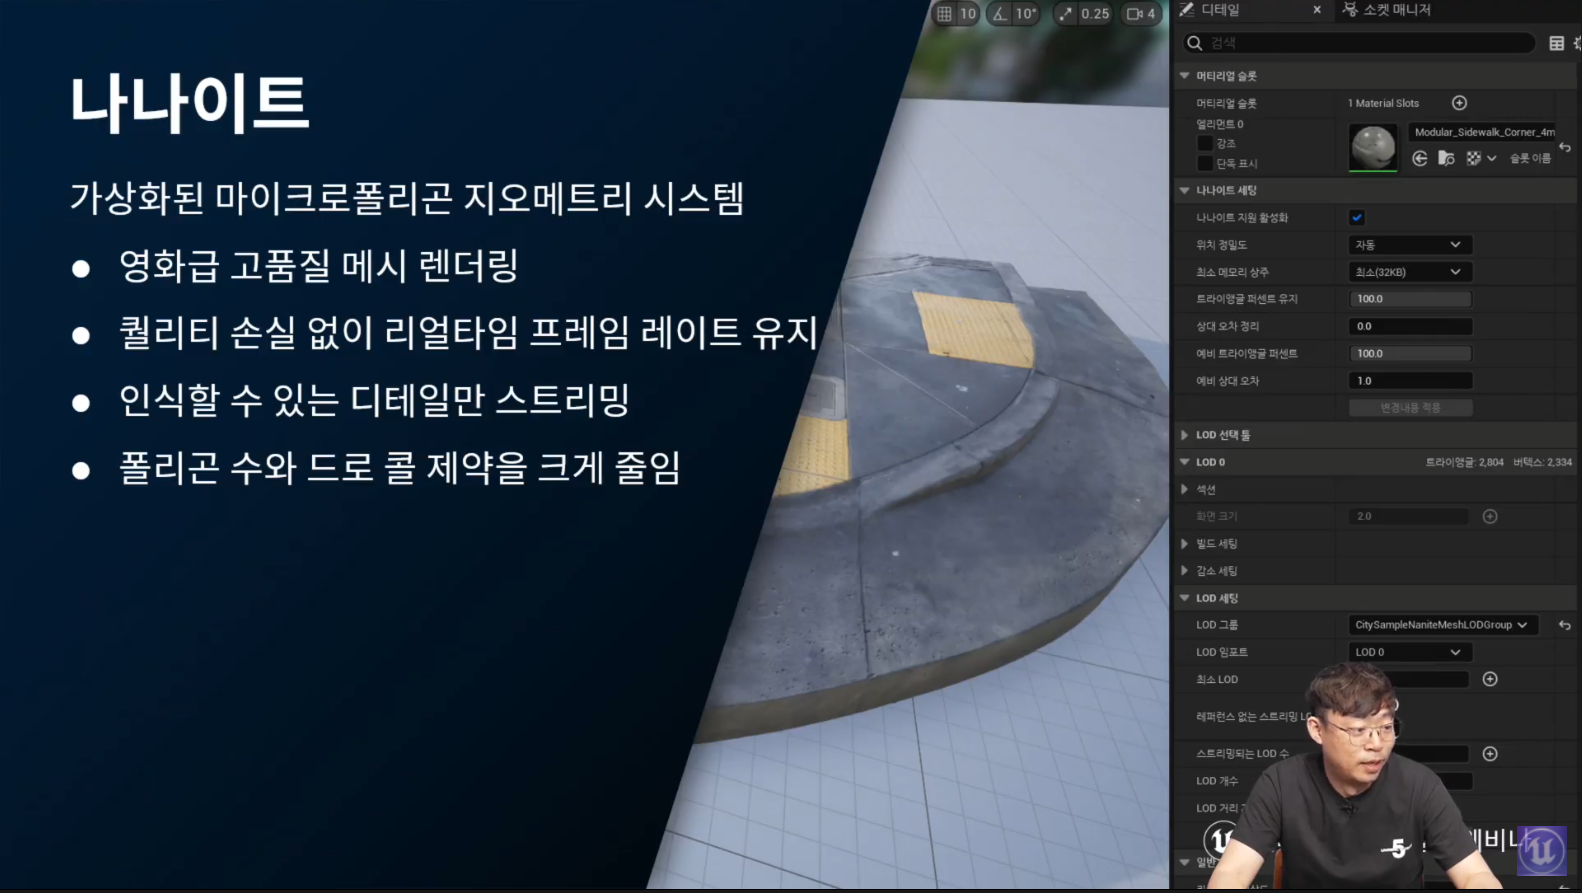 나나이트
가상화된 마이크로폴리곤 지오메트리 시스템
● 영화급 고품질 메시 렌더링
● 퀄리티 손실 없이 리얼타임 프레임 레이트 유지
● 인식할 수 있는 디테일만 스트리밍
● 폴리곤 수와 드로 콜 제약을 크게 줄임
10 10° 0.25 4
디테일 × 소켓 매니저
검색
머티리얼 슬롯
머티리얼 슬롯 1 Material Slots
엘리먼트 0
강조
단독 표시
Modular_Sidewalk_Corner_4m
슬롯 이름
나나이트 세팅
나나이트 지원 활성화
위치 정밀도 자동
최소 메모리 상주 최소(32KB)
트라이앵글 퍼센트 유지 100.0
상대 오차 정리 0.0
예비 트라이앵글 퍼센트 100.0
예비 상대 오차 1.0
변경내용 적용
LOD 선택 툴
LOD 0 트라이앵글: 2,804 버텍스: 2,334
섹션
화면 크기 2.0
빌드 세팅
감소 세팅
LOD 세팅
LOD 그룹 CitySampleNaniteMeshLODGroup
LOD 임포트 LOD 0
최소 LOD
레퍼런스 없는 스트리밍
스트리밍되는 LOD 수
LOD 개수
LOD 거리
일반
5